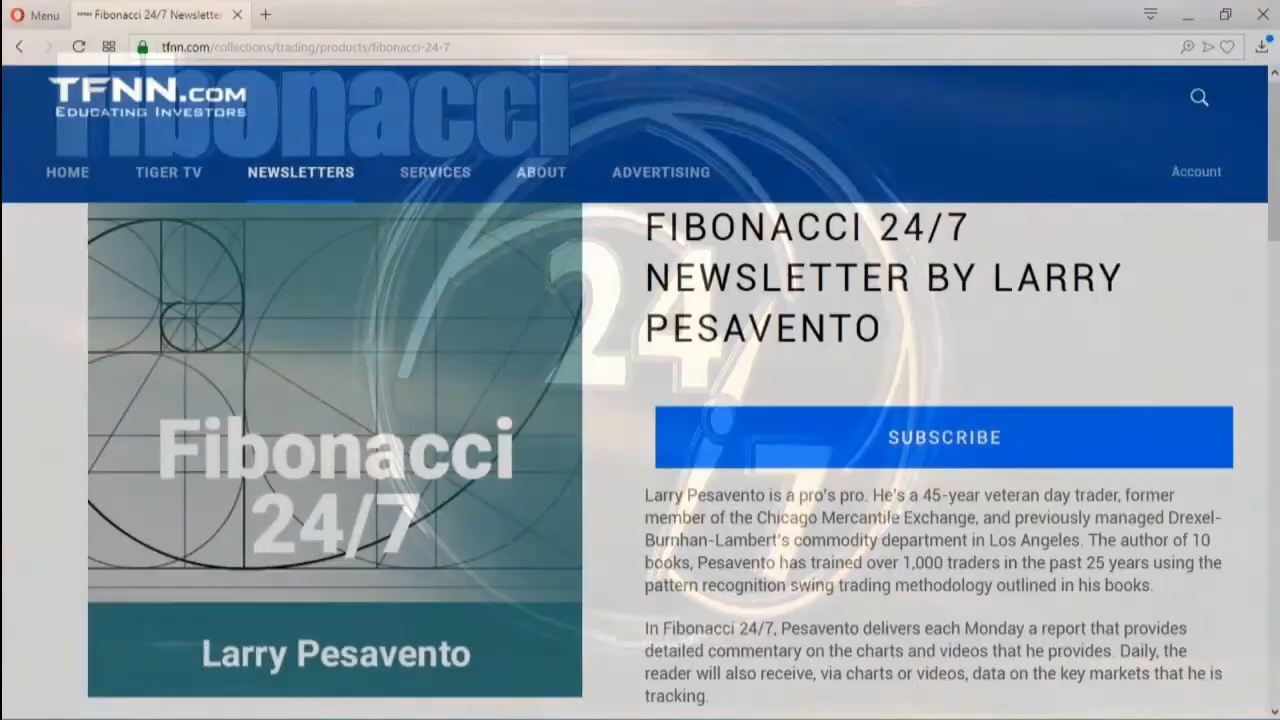 Menu
Fibonacci 24/7 Newsletter
tfnn.com/collections/trading/products/fibonacci-24-7
Fibonacci
TFNN.COM
EDUCATING INVESTORS
HOME
TIGER TV
NEWSLETTERS
SERVICES
ABOUT
ADVERTISING
Account
24
7
Fibonacci
24/7
Larry Pesavento
FIBONACCI 24/7
NEWSLETTER BY LARRY
PESAVENTO
SUBSCRIBE
Larry Pesavento is a pro's pro. He's a 45-year veteran day trader, former
member of the Chicago Mercantile Exchange, and previously managed Drexel-
Burnhan-Lambert's commodity department in Los Angeles. The author of 10
books, Pesavento has trained over 1,000 traders in the past 25 years using the
pattern recognition swing trading methodology outlined in his books.
In Fibonacci 24/7, Pesavento delivers each Monday a report that provides
detailed commentary on the charts and videos that he provides. Daily, the
reader will also receive, via charts or videos, data on the key markets that he is
tracking.